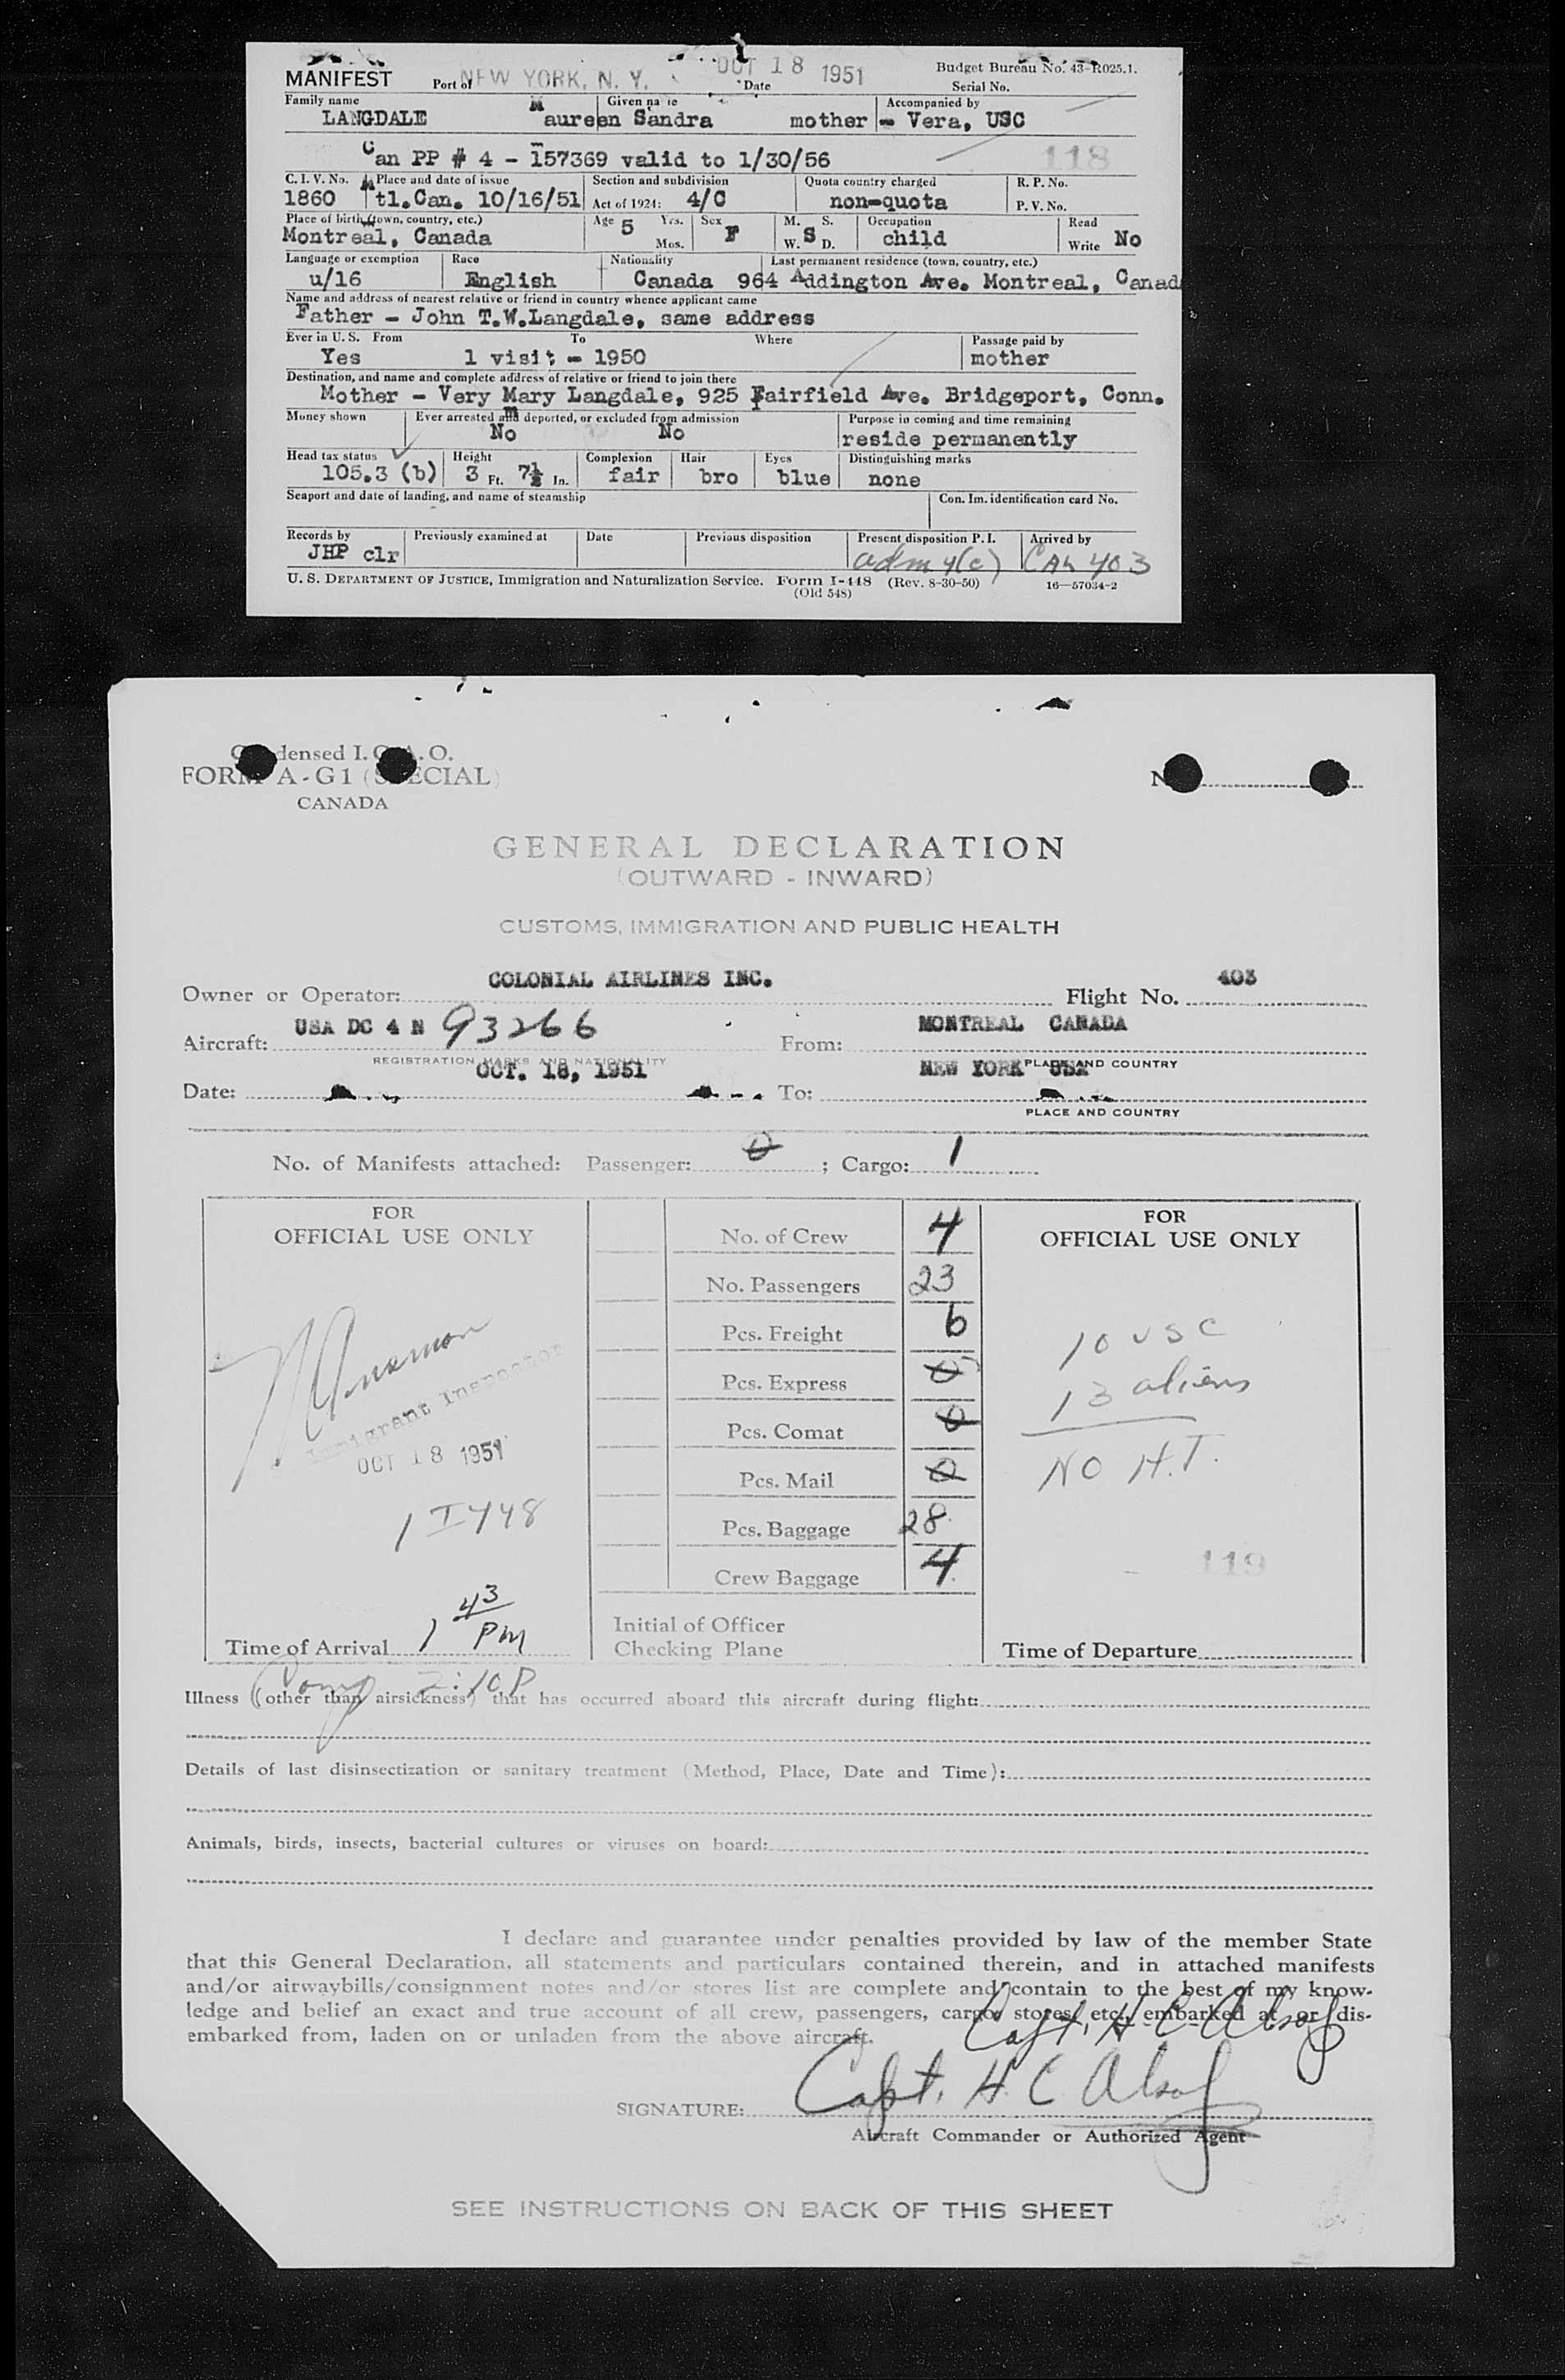 MANIFEST Port of NEW YORK, N. Y. OCT 18 1951 Date Budget Bureau No. 43-R025.1.
Serial No.
Family name Given name Accompanied by
LANGDALE Maureen Sandra mother - Vera, USC
Can PP # 4 - 157369 valid to 1/30/56 118
C. I. V. No. Place and date of issue Section and subdivision Quota country charged R. P. No.
1860 Mtl.Can. 10/16/51 Act of 1924: 4/C non-quota P. V. No.
Place of birth (town, country, etc.) Age 5 Yrs. Mos. Sex M. S. W. D. Occupation Read Write
Montreal, Canada F S child No
Language or exemption Race Nationality Last permanent residence (town, country, etc.)
u/16 English Canada 964 Addington Ave. Montreal, Canad
Name and address of nearest relative or friend in country whence applicant came
Father - John T.W.Langdale, same address
Ever in U. S. From To Where Passage paid by
Yes 1 visit - 1950 mother
Destination, and name and complete address of relative or friend to join there
Mother - Very Mary Langdale, 925 Fairfield Ave. Bridgeport, Conn.
Money shown Ever arrested and deported, or excluded from admission Purpose in coming and time remaining
No No reside permanently
Head tax status Height Complexion Hair Eyes Distinguishing marks
105.3 (b) 3 Ft. 7½ In. fair bro blue none
Seaport and date of landing, and name of steamship Con. Im. identification card No.
Records by Previously examined at Date Previous disposition Present disposition P. I. Arrived by
JHP clr adm 4(c) CAL 403
U. S. DEPARTMENT OF JUSTICE, Immigration and Naturalization Service. Form I-448 (Rev. 8-30-50) 16—57034-2
(Old 548)
Condensed I. C. A. O.
FORM A-G1 (SPECIAL)
CANADA
GENERAL DECLARATION
(OUTWARD - INWARD)
CUSTOMS, IMMIGRATION AND PUBLIC HEALTH
Owner or Operator: COLONIAL AIRLINES INC. Flight No. 403
Aircraft: USA DC 4 N 93266 From: MONTREAL CANADA
REGISTRATION MARKS AND NATIONALITY PLACE AND COUNTRY
Date: OCT. 18, 1951 To: NEW YORK USA
PLACE AND COUNTRY
No. of Manifests attached: Passenger: 0 ; Cargo: 1
FOR
OFFICIAL USE ONLY
No. of Crew 4
No. Passengers 23
Pcs. Freight 6
Pcs. Express 0
Pcs. Comat 0
Pcs. Mail 0
Pcs. Baggage 28
Crew Baggage 4
Initial of Officer
Checking Plane
FOR
OFFICIAL USE ONLY
10 USC
13 aliens
NO H.T.
119
Immigrant Inspector
OCT 18 1951
1 I448
Time of Arrival 1 43 PM
Time of Departure
Comp 2:10P
Illness (other than airsickness) that has occurred aboard this aircraft during flight:
Details of last disinsectization or sanitary treatment (Method, Place, Date and Time):
Animals, birds, insects, bacterial cultures or viruses on board:
I declare and guarantee under penalties provided by law of the member State
that this General Declaration, all statements and particulars contained therein, and in attached manifests
and/or airwaybills/consignment notes and/or stores list are complete and contain to the best of my know-
ledge and belief an exact and true account of all crew, passengers, cargo, stores, etc., embarked at or dis-
embarked from, laden on or unladen from the above aircraft.
Capt. H C
SIGNATURE: Capt. H. C
Aircraft Commander or Authorized Agent
SEE INSTRUCTIONS ON BACK OF THIS SHEET